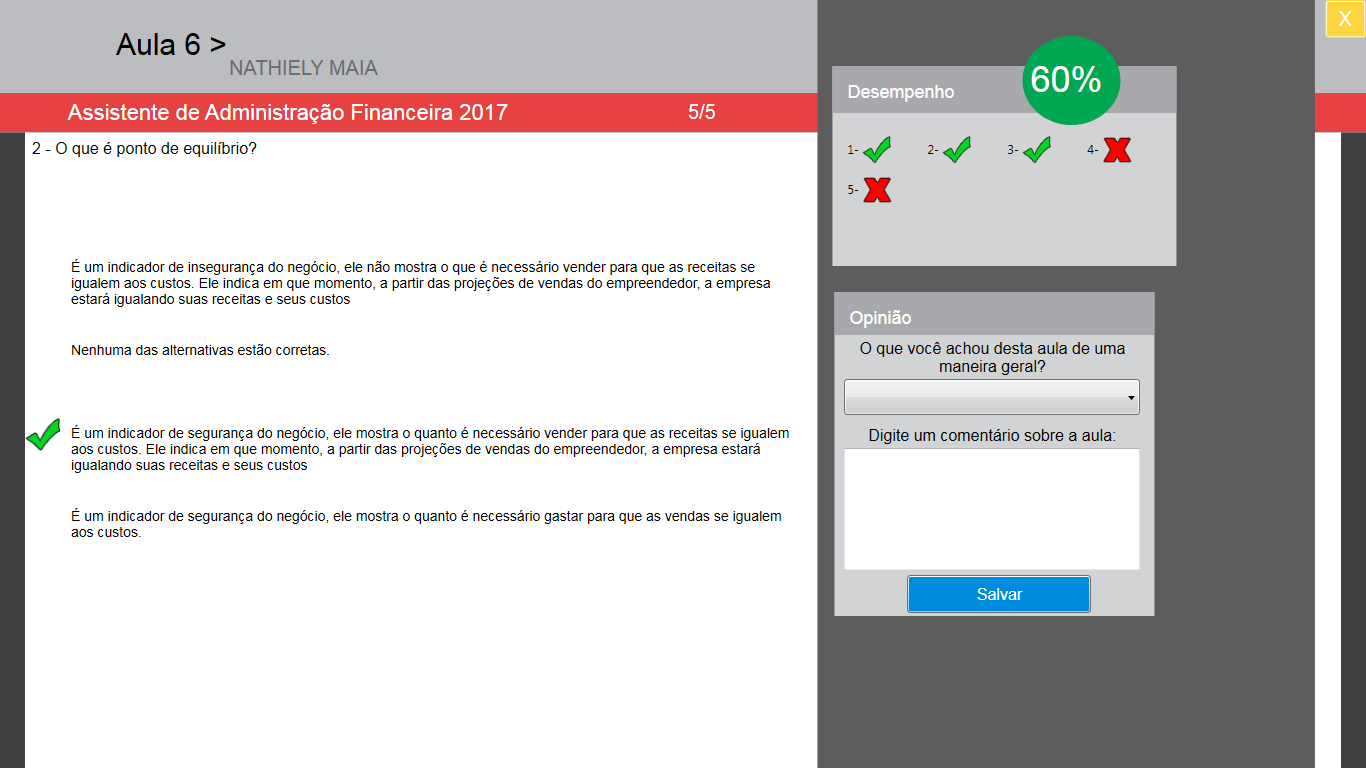 Aula 6 >
NATHIELY MAIA
Assistente de Administração Financeira 2017
5/5
2 - O que é ponto de equilíbrio?
É um indicador de insegurança do negócio, ele não mostra o que é necessário vender para que as receitas se
igualem aos custos. Ele indica em que momento, a partir das projeções de vendas do empreendedor, a empresa
estará igualando suas receitas e seus custos
Nenhuma das alternativas estão corretas.
É um indicador de segurança do negócio, ele mostra o quanto é necessário vender para que as receitas se igualem
aos custos. Ele indica em que momento, a partir das projeções de vendas do empreendedor, a empresa estará
igualando suas receitas e seus custos
É um indicador de segurança do negócio, ele mostra o quanto é necessário gastar para que as vendas se igualem
aos custos.
X
60%
Desempenho
1- 2- 3- 4-
5-
Opinião
O que você achou desta aula de uma
maneira geral?
Digite um comentário sobre a aula:
Salvar